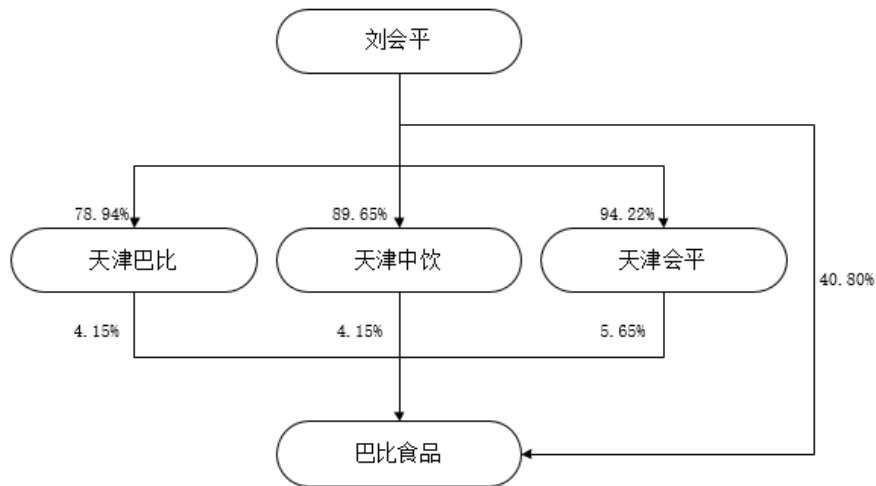 刘会平
78.94%
89.65%
94.22%
天津巴比
天津中饮
天津会平
40.80%
4.15%
4.15%
5.65%
巴比食品